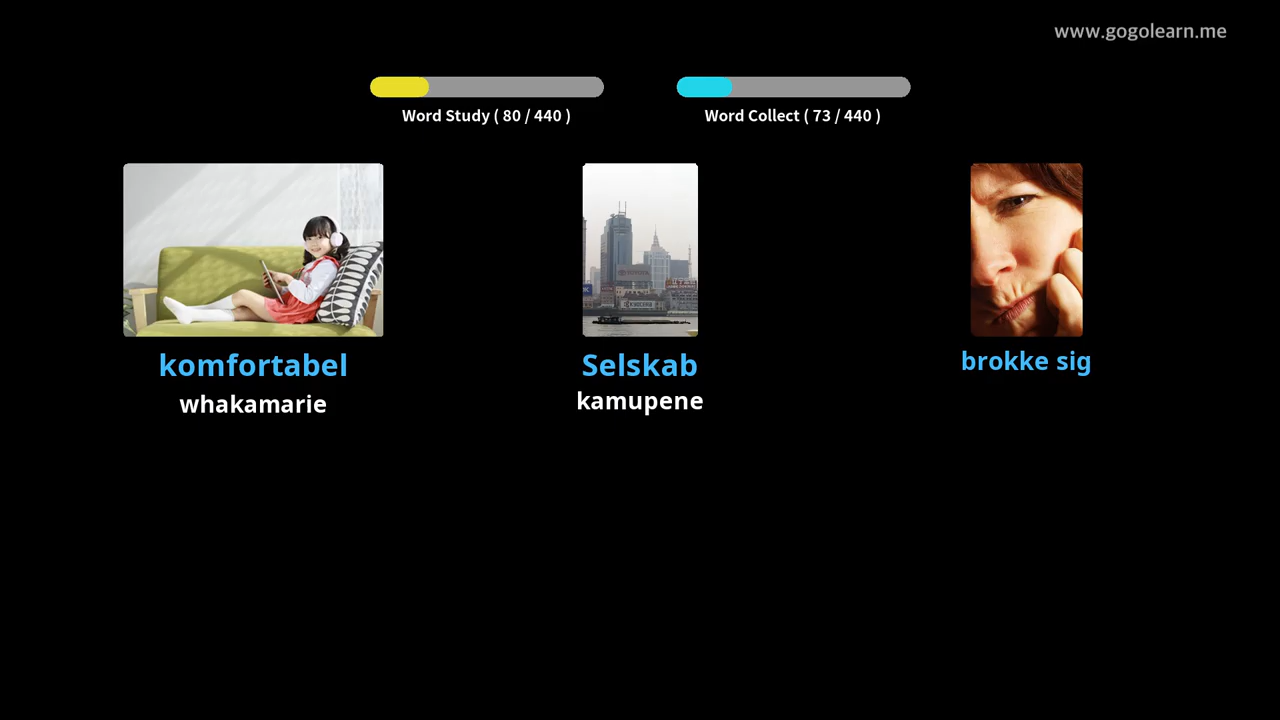 www.gogolearn.me
Word Study ( 80 / 440 )
Word Collect ( 73 / 440 )
komfortabel
whakamarie
Selskab
kamupene
brokke sig